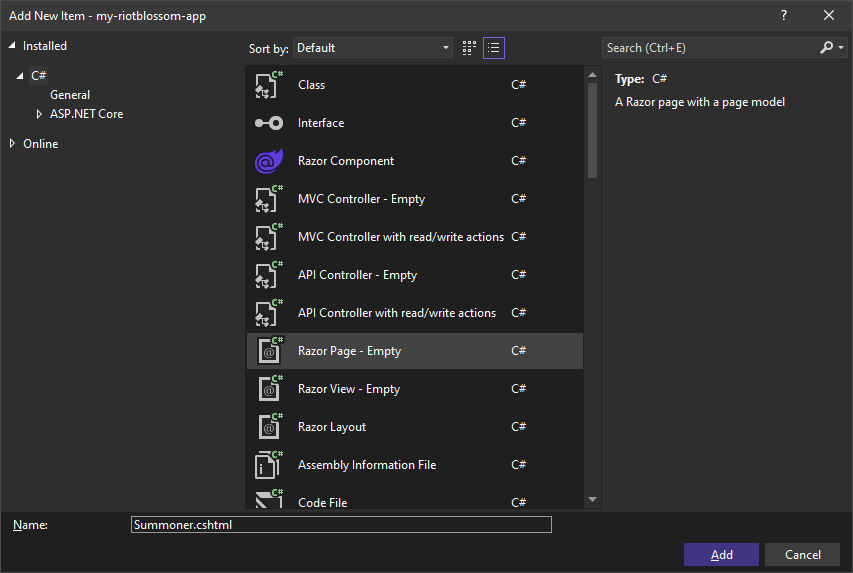 Add New Item - my-riotblossom-app
?
Installed
Sort by: Default
Search (Ctrl+E)
C#
General
ASP.NET Core
Online
C# Class C#
Interface C#
@ Razor Component C#
C# MVC Controller - Empty C#
C# MVC Controller with read/write actions C#
C# API Controller - Empty C#
C# API Controller with read/write actions C#
C# @ Razor Page - Empty C#
C# @ Razor View - Empty C#
C# @ Razor Layout C#
C# i Assembly Information File C#
C# Code File C#
Type: C#
A Razor page with a page model
Name: Summoner.cshtml
Add Cancel